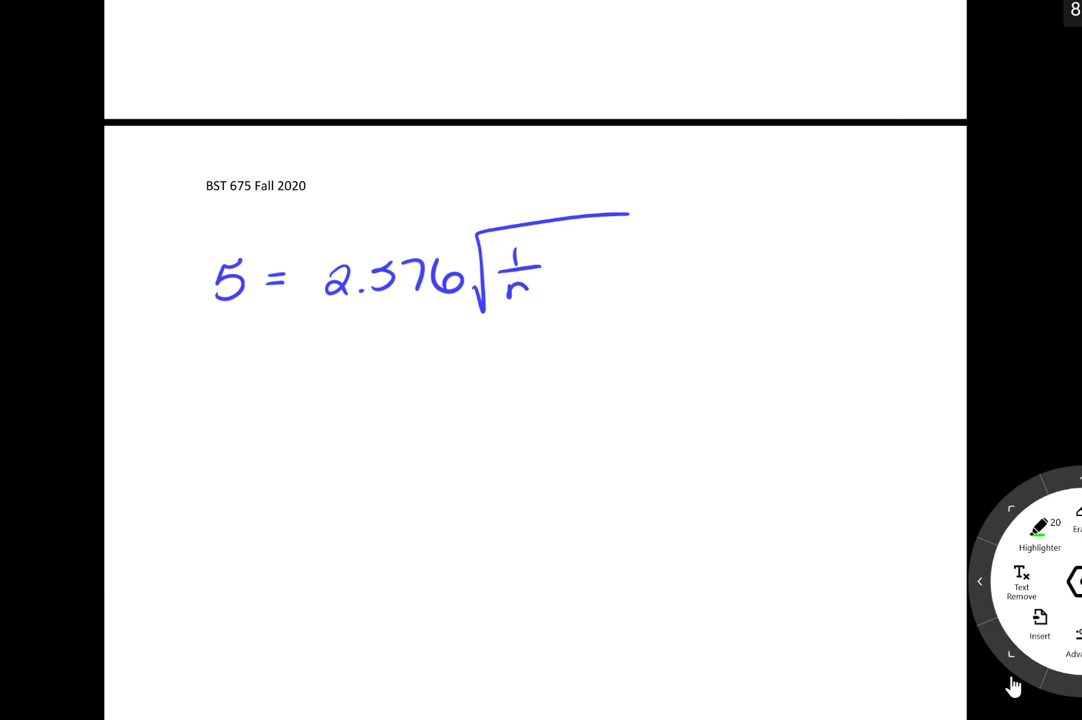 8
BST 675 Fall 2020
5 = 2.576√(1/n)
20
Highlighter
Text
Remove
Insert